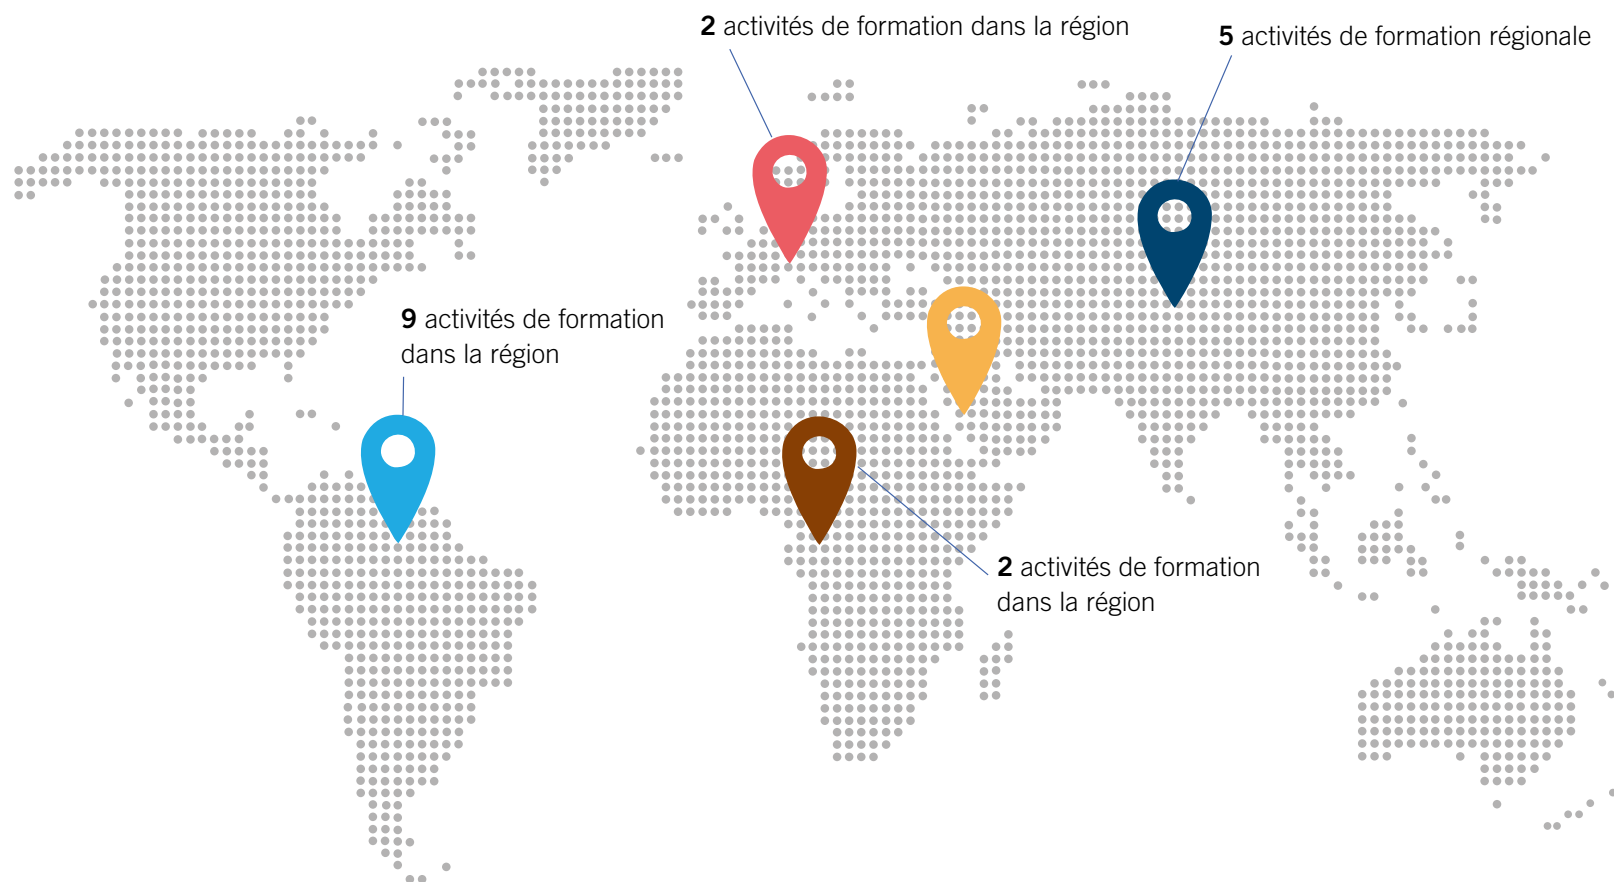 2 activités de formation dans la région
5 activités de formation régionale
9 activités de formation
dans la région
2 activités de formation
dans la région